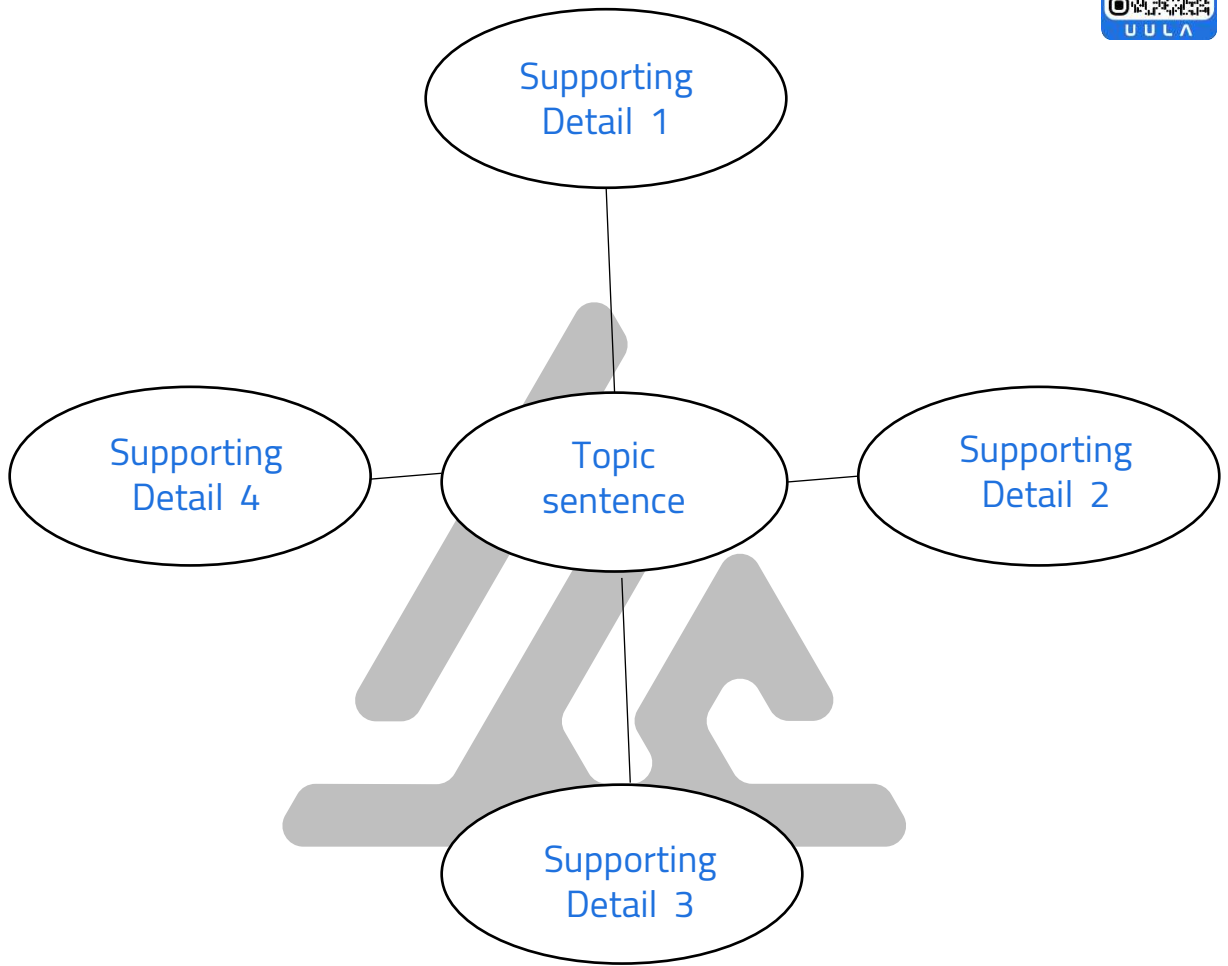 UULA
Supporting
Detail 1
Supporting
Detail 4
Topic
sentence
Supporting
Detail 2
Supporting
Detail 3